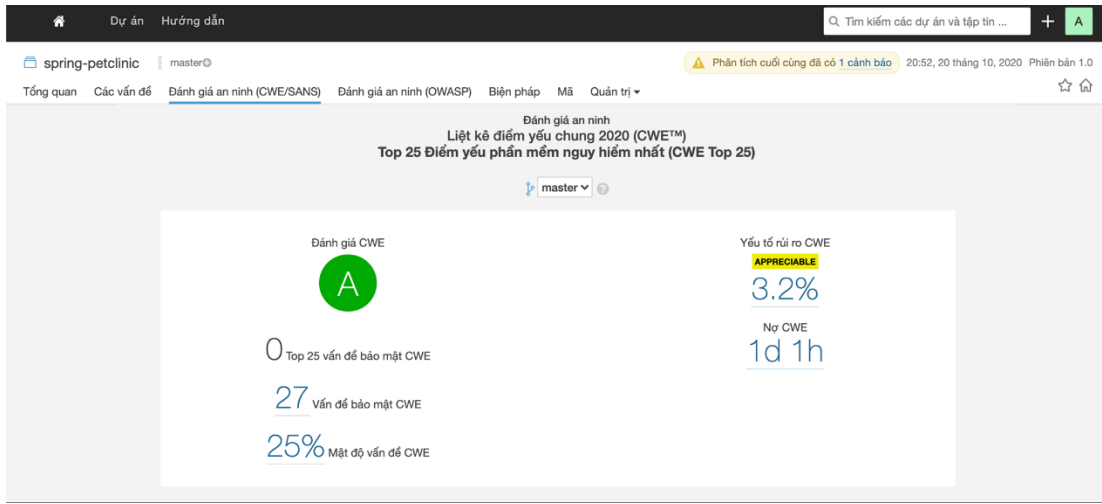 Dự án Hướng dẫn Tìm kiếm các dự án và tập tin ... + A
spring-petclinic master Phân tích cuối cùng đã có 1 cảnh báo 20:52, 20 tháng 10, 2020 Phiên bản 1.0
Tổng quan Các vấn đề Đánh giá an ninh (CWE/SANS) Đánh giá an ninh (OWASP) Biện pháp Mã Quản trị
Đánh giá an ninh
Liệt kê điểm yếu chung 2020 (CWE™)
Top 25 Điểm yếu phần mềm nguy hiểm nhất (CWE Top 25)
master ?
Đánh giá CWE
A
0 Top 25 vấn đề bảo mật CWE
27 Vấn đề bảo mật CWE
25% Mật độ vấn đề CWE
Yếu tố rủi ro CWE
APPRECIABLE
3.2%
Nợ CWE
1d 1h